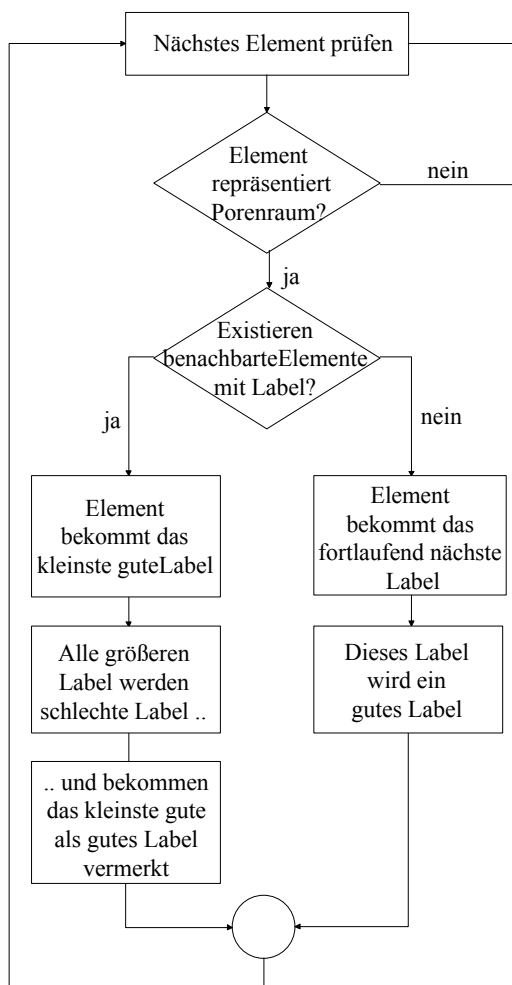 Nächstes Element prüfen
Element
repräsentiert
Porenraum?
nein
ja
Existieren
benachbarteElemente
mit Label?
ja
nein
Element
bekommt das
kleinste guteLabel
Element
bekommt das
fortlaufend nächste
Label
Alle größeren
Label werden
schlechte Label ..
Dieses Label
wird ein
gutes Label
.. und bekommen
das kleinste gute
als gutes Label
vermerkt